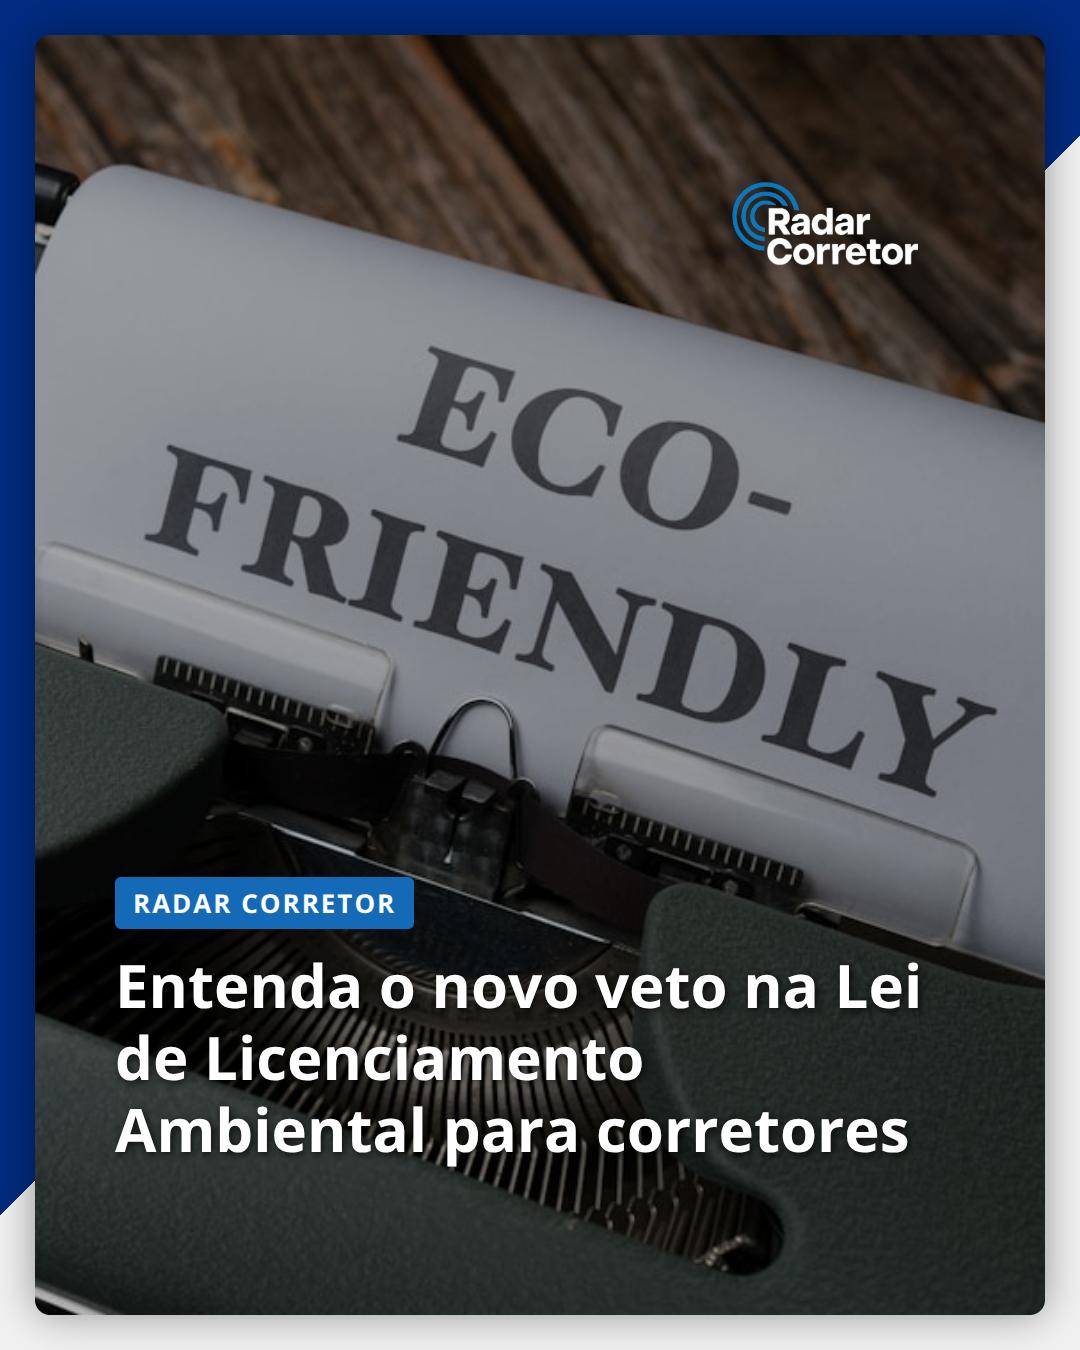 Radar
Corretor
ECO-
FRIENDLY
RADAR CORRETOR
Entenda o novo veto na Lei
de Licenciamento
Ambiental para corretores